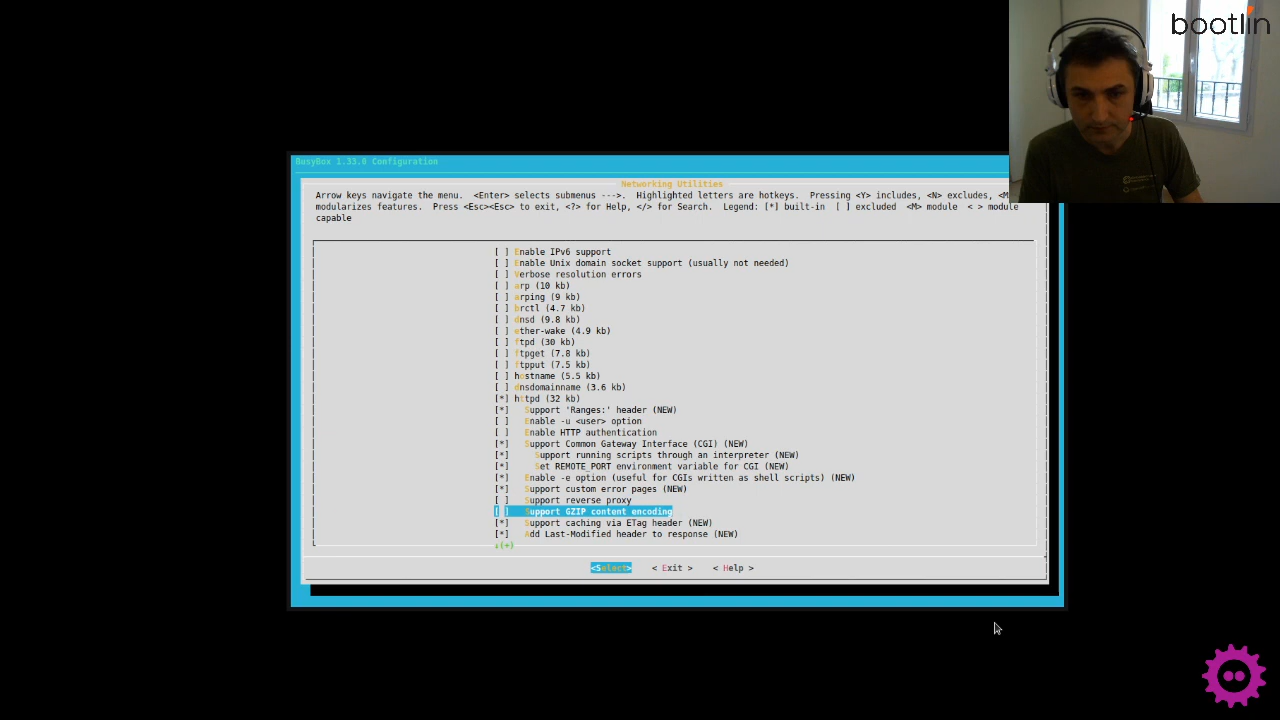 bootlin
BusyBox 1.33.0 Configuration
Networking Utilities
Arrow keys navigate the menu.  <Enter> selects submenus --->.  Highlighted letters are hotkeys.  Pressing <Y> includes, <N> excludes, <M
modularizes features.  Press <Esc><Esc> to exit, <?> for Help, </> for Search.  Legend: [*] built-in  [ ] excluded  <M> module  < > module
capable
[ ] Enable IPv6 support
[ ] Enable Unix domain socket support (usually not needed)
[ ] Verbose resolution errors
[ ] arp (10 kb)
[ ] arping (9 kb)
[ ] brctl (4.7 kb)
[ ] dnsd (9.8 kb)
[ ] ether-wake (4.9 kb)
[ ] ftpd (30 kb)
[ ] ftpget (7.8 kb)
[ ] ftpput (7.5 kb)
[ ] hostname (5.5 kb)
[ ] dnsdomainname (3.6 kb)
[*] httpd (32 kb)
[*]   Support 'Ranges:' header (NEW)
[ ]   Enable -u <user> option
[ ]   Enable HTTP authentication
[*]   Support Common Gateway Interface (CGI) (NEW)
[*]     Support running scripts through an interpreter (NEW)
[*]     Set REMOTE_PORT environment variable for CGI (NEW)
[*]   Enable -e option (useful for CGIs written as shell scripts) (NEW)
[*]   Support custom error pages (NEW)
[ ]   Support reverse proxy
[ ]   Support GZIP content encoding
[*]   Support caching via ETag header (NEW)
[*]   Add Last-Modified header to response (NEW)
↓(+)
<Select>    < Exit >    < Help >